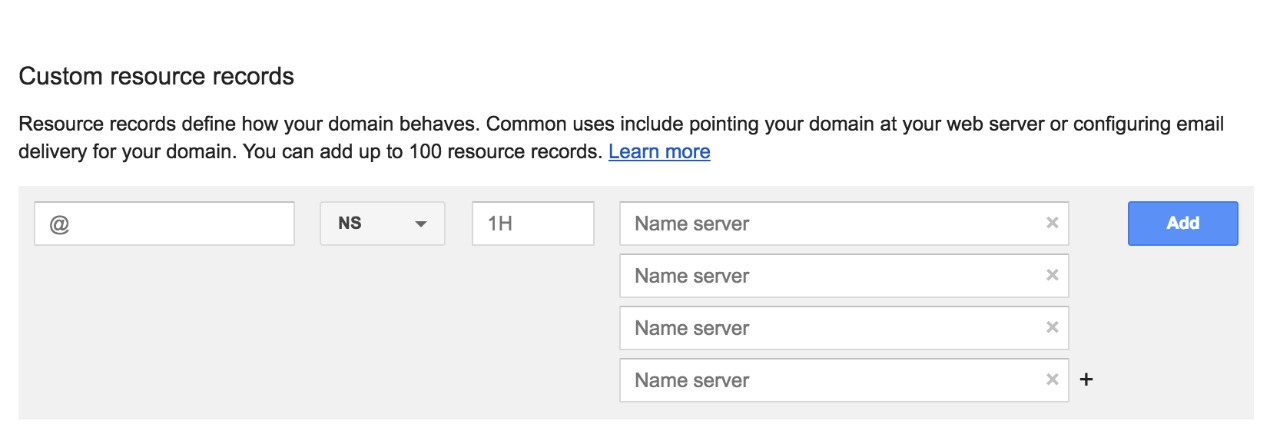 Custom resource records
Resource records define how your domain behaves. Common uses include pointing your domain at your web server or configuring email
delivery for your domain. You can add up to 100 resource records. Learn more
@ NS 1H Name server × Add
Name server ×
Name server ×
Name server × +